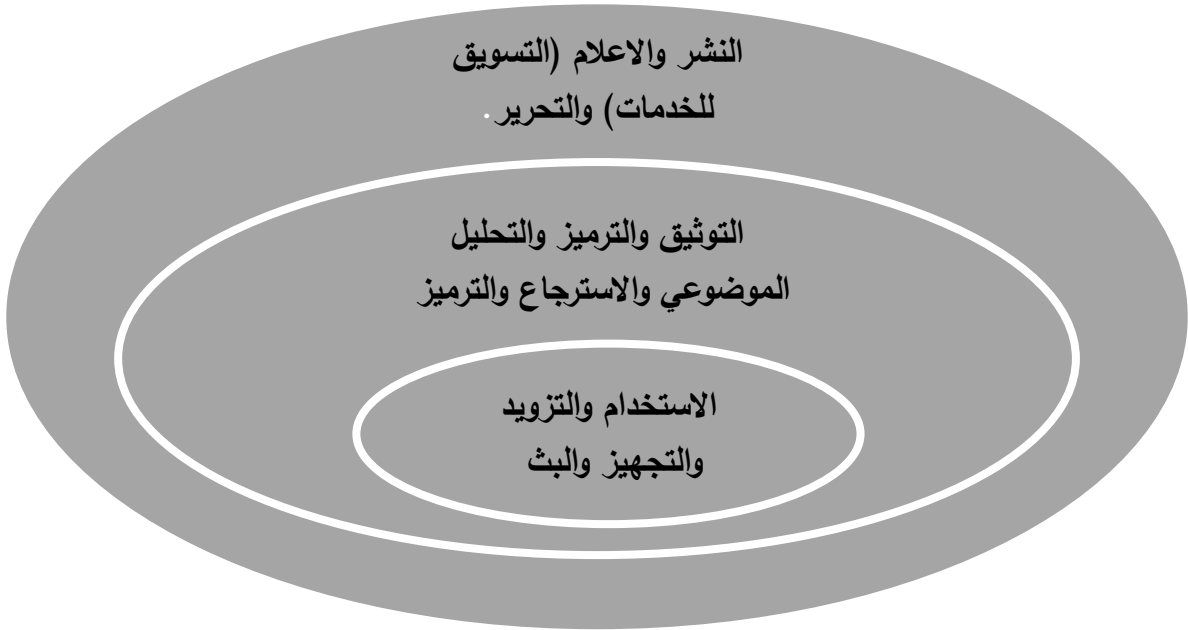 النشر والاعلام (التسويق
للخدمات) والتحرير.
التوثيق والترميز والتحليل
الموضوعي والاسترجاع والترميز
الاستخدام والتزويد
والتجهيز والبث